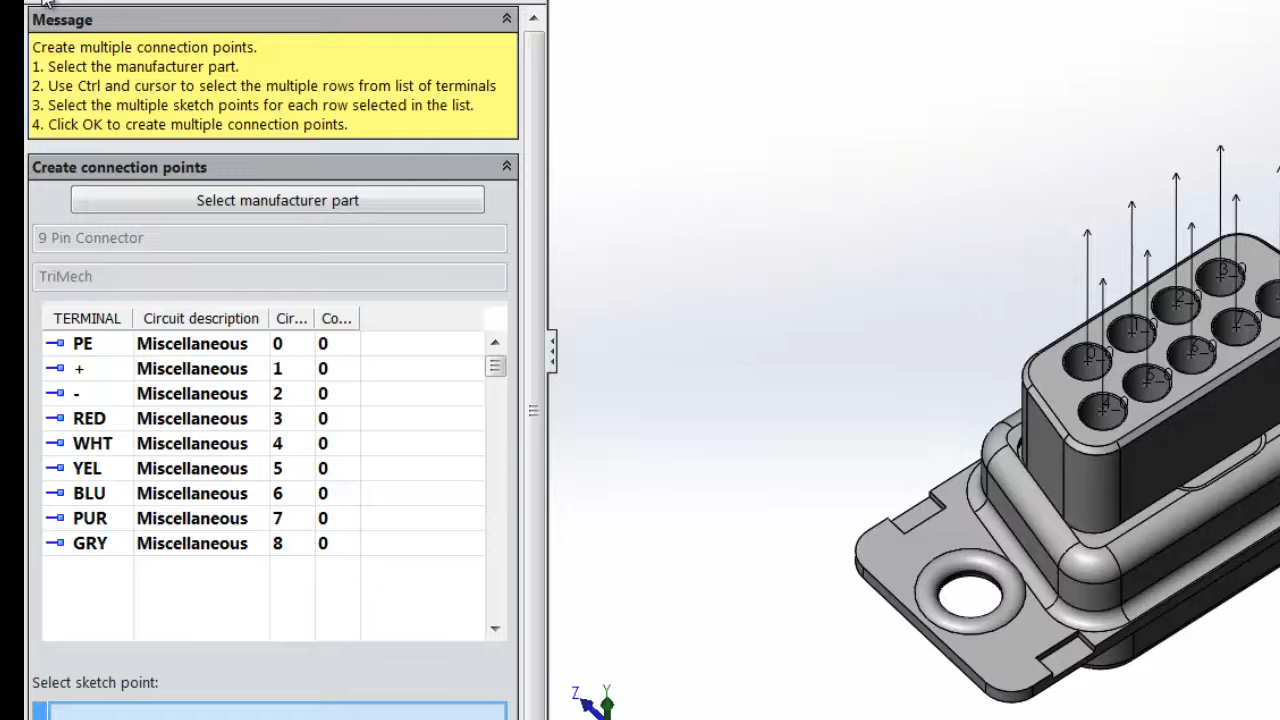 Message
Create multiple connection points.
1. Select the manufacturer part.
2. Use Ctrl and cursor to select the multiple rows from list of terminals
3. Select the multiple sketch points for each row selected in the list.
4. Click OK to create multiple connection points.
Create connection points
Select manufacturer part
9 Pin Connector
TriMech
TERMINAL Circuit description Cir... Co...
PE Miscellaneous 0 0
+ Miscellaneous 1 0
- Miscellaneous 2 0
RED Miscellaneous 3 0
WHT Miscellaneous 4 0
YEL Miscellaneous 5 0
BLU Miscellaneous 6 0
PUR Miscellaneous 7 0
GRY Miscellaneous 8 0
Select sketch point:
Z Y